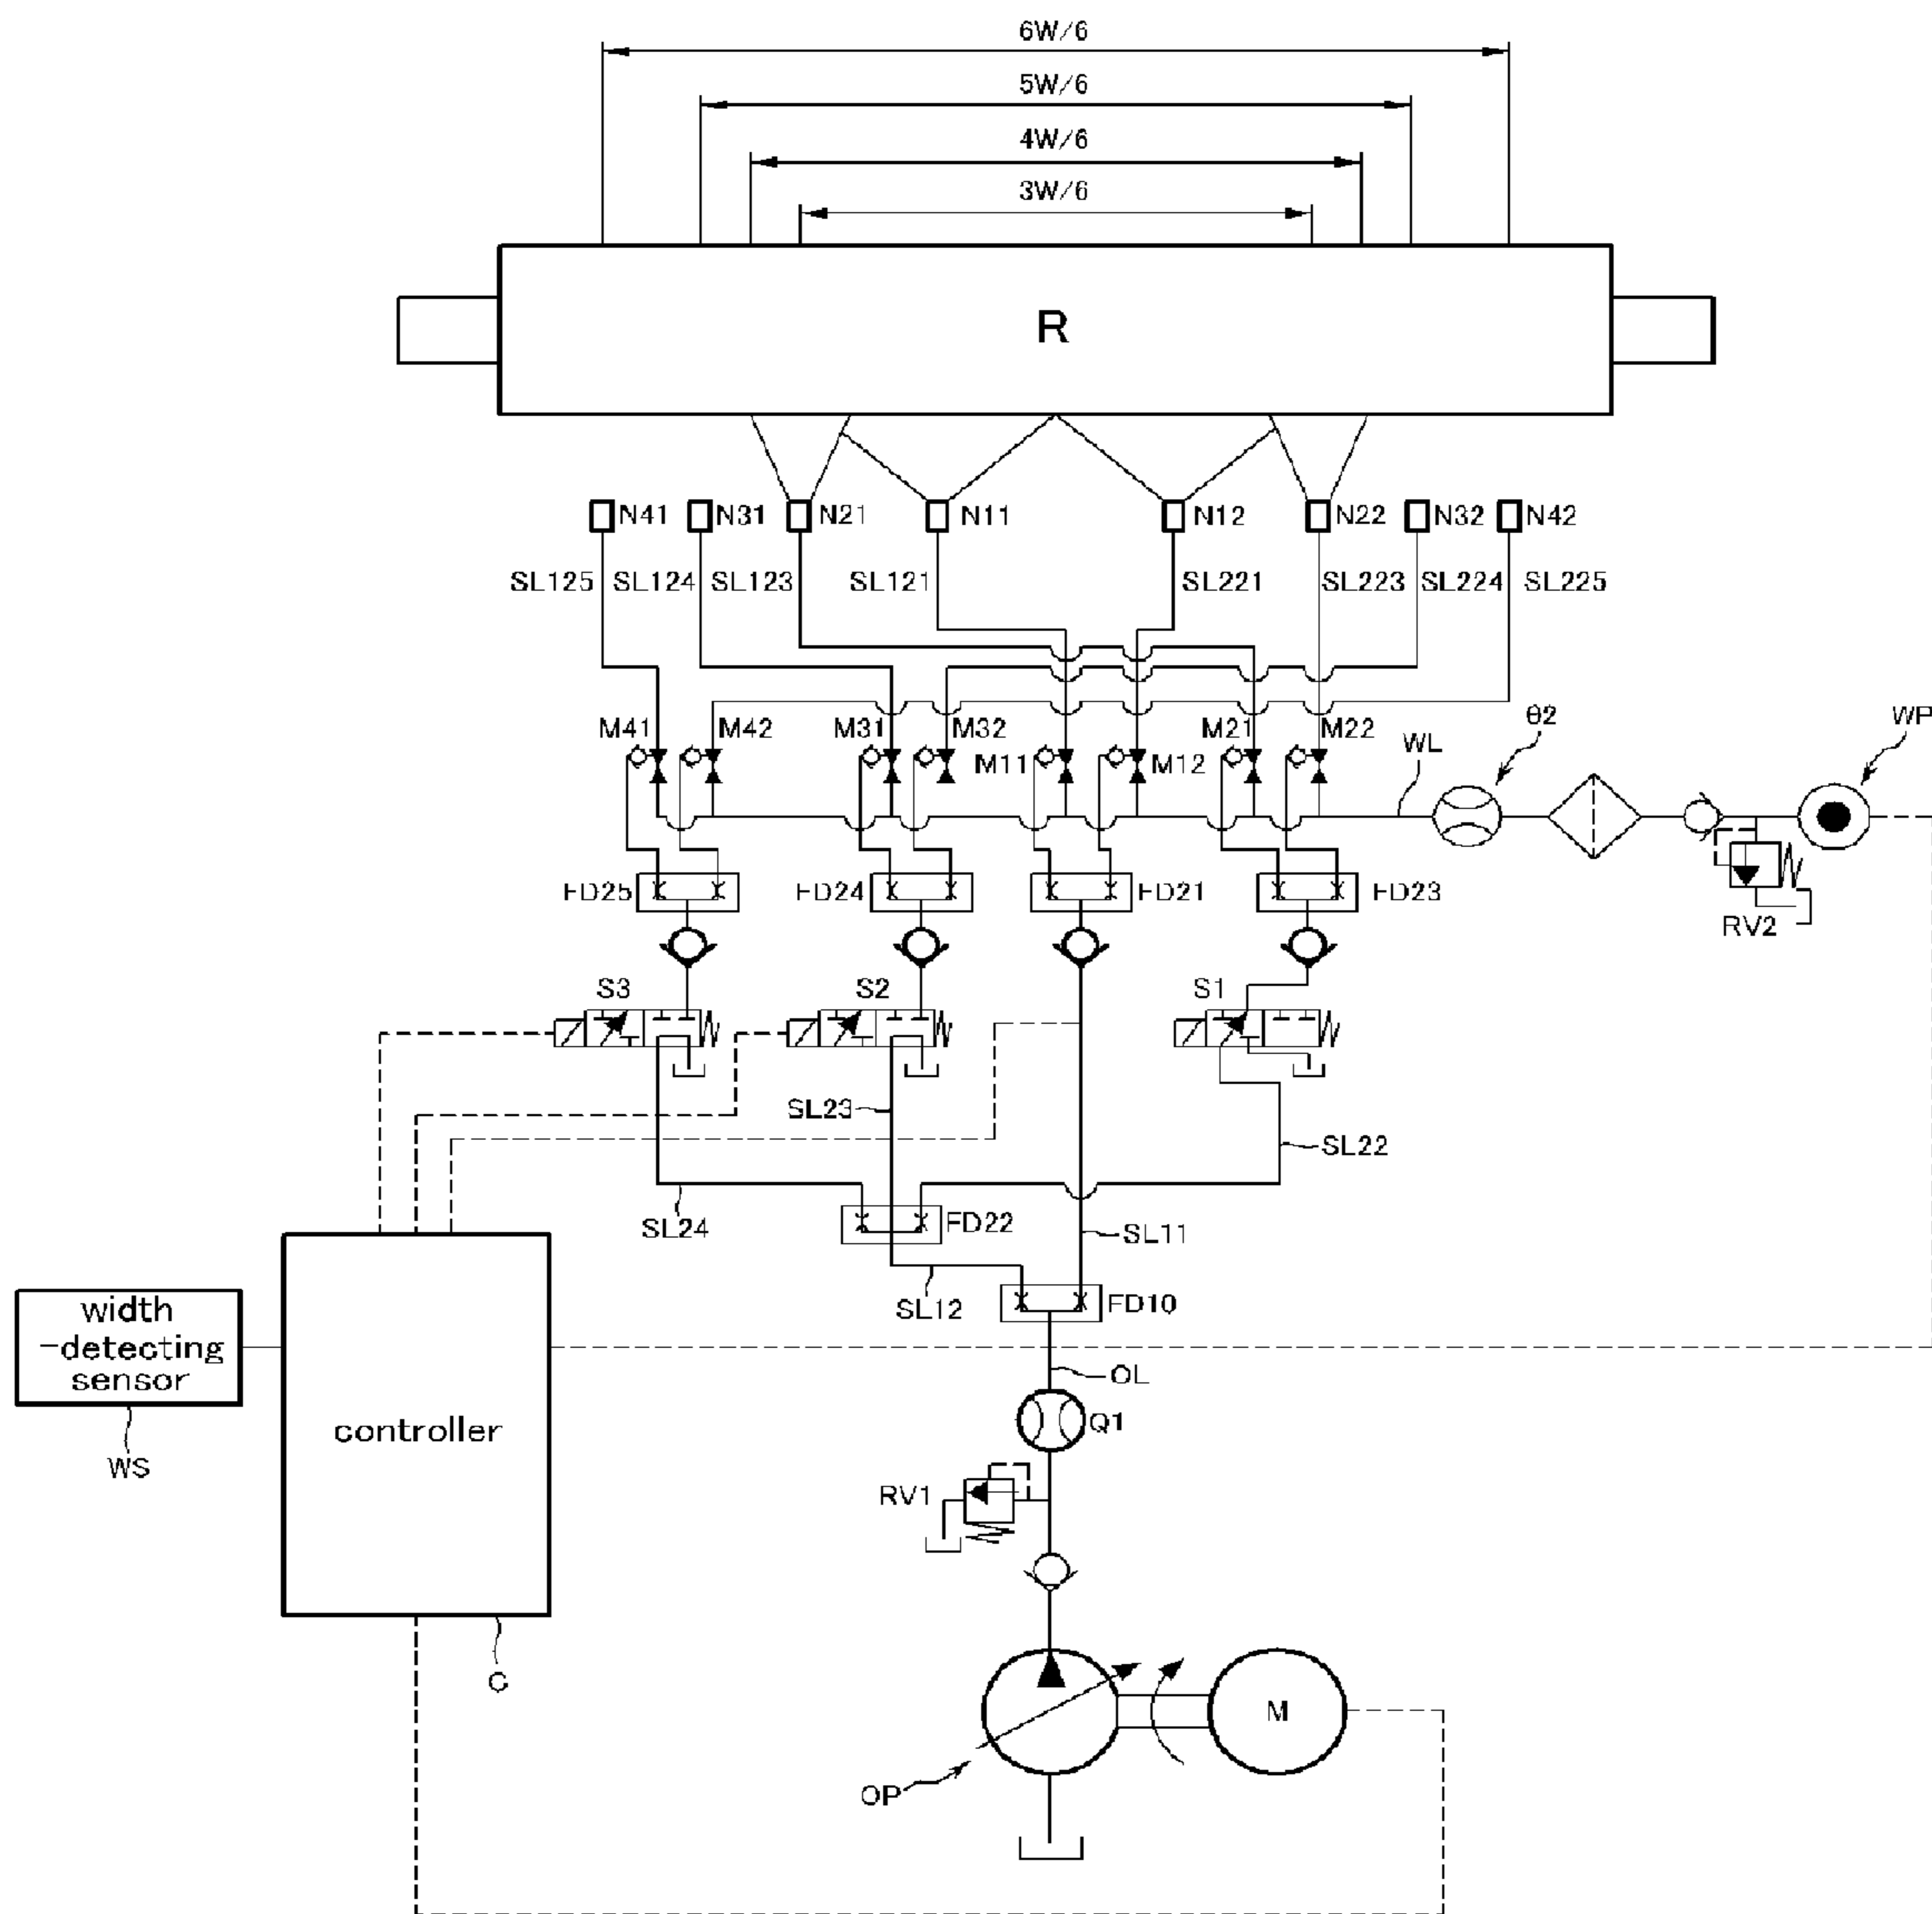 6W/6
5W/6
4W/6
3W/6
R
N41 N31 N21 N11 N12 N22 N32 N42
SL125 SL124 SL123 SL121 SL221 SL223 SL224 SL225
M41 M42 M31 M32 M11 M12 M21 M22 WL θ2 WP
FD25 FD24 FD21 FD23
RV2
S3 S2 S1
SL23
SL22
SL24 FD22 SL11
SL12 FD10
width
-detecting
sensor
OL
controller
Q1
WS
RV1
C
M
OP